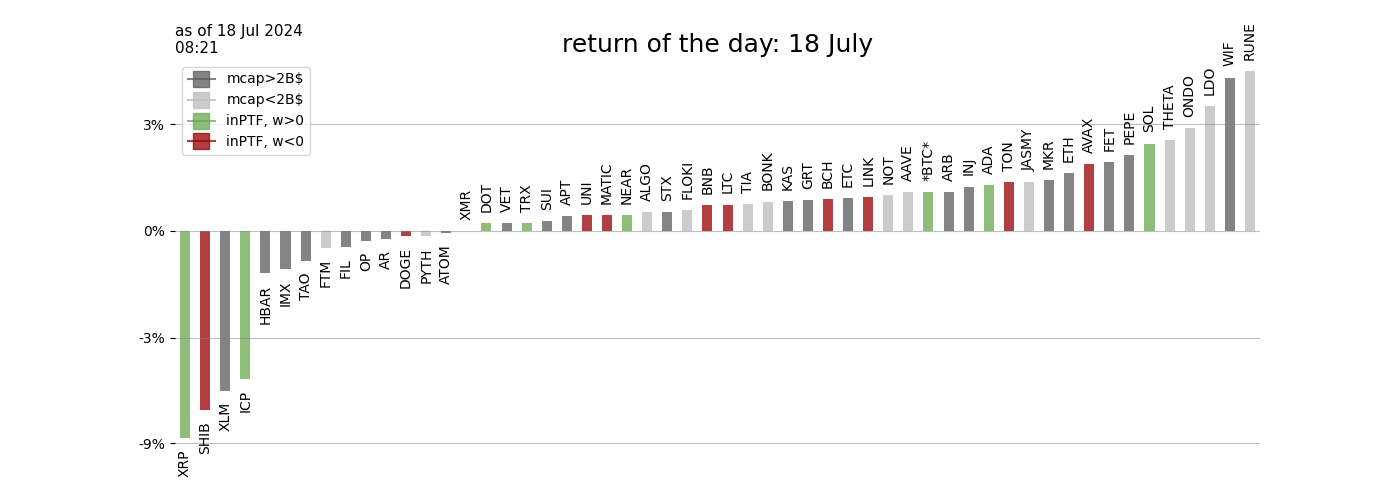 as of 18 Jul 2024
08:21
return of the day: 18 July
mcap>2B$
mcap<2B$
inPTF, w>0
inPTF, w<0
3%
0%
-3%
-9%
XRP
SHIB
XLM
ICP
HBAR
IMX
TAO
FTM
FIL
OP
AR
DOGE
PYTH
ATOM
XMR
DOT
VET
TRX
SUI
APT
UNI
MATIC
NEAR
ALGO
STX
FLOKI
BNB
LTC
TIA
BONK
KAS
GRT
BCH
ETC
LINK
NOT
AAVE
*BTC*
ARB
INJ
ADA
TON
JASMY
MKR
ETH
AVAX
FET
PEPE
SOL
THETA
ONDO
LDO
WIF
RUNE